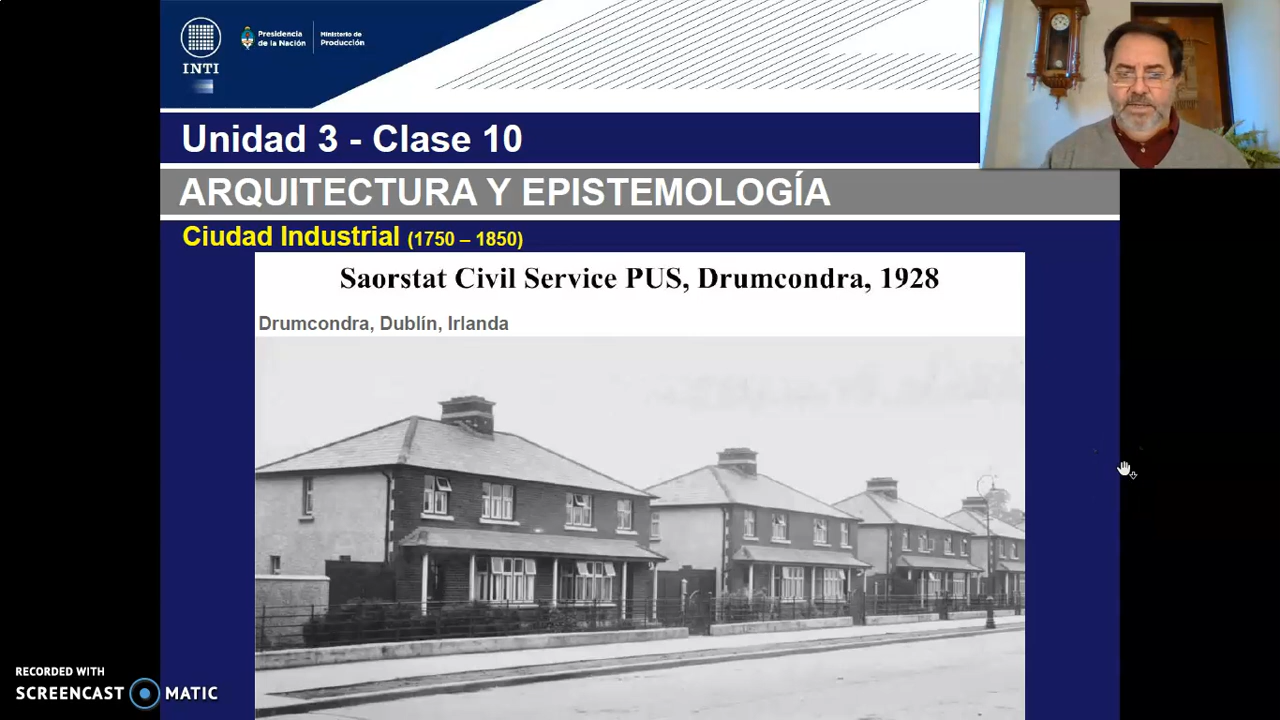 INTI
Presidencia
de la Nación
Ministerio de
Producción
Unidad 3 - Clase 10
ARQUITECTURA Y EPISTEMOLOGÍA
Ciudad Industrial (1750 – 1850)
Saorstat Civil Service PUS, Drumcondra, 1928
Drumcondra, Dublín, Irlanda
RECORDED WITH
SCREENCAST MATIC